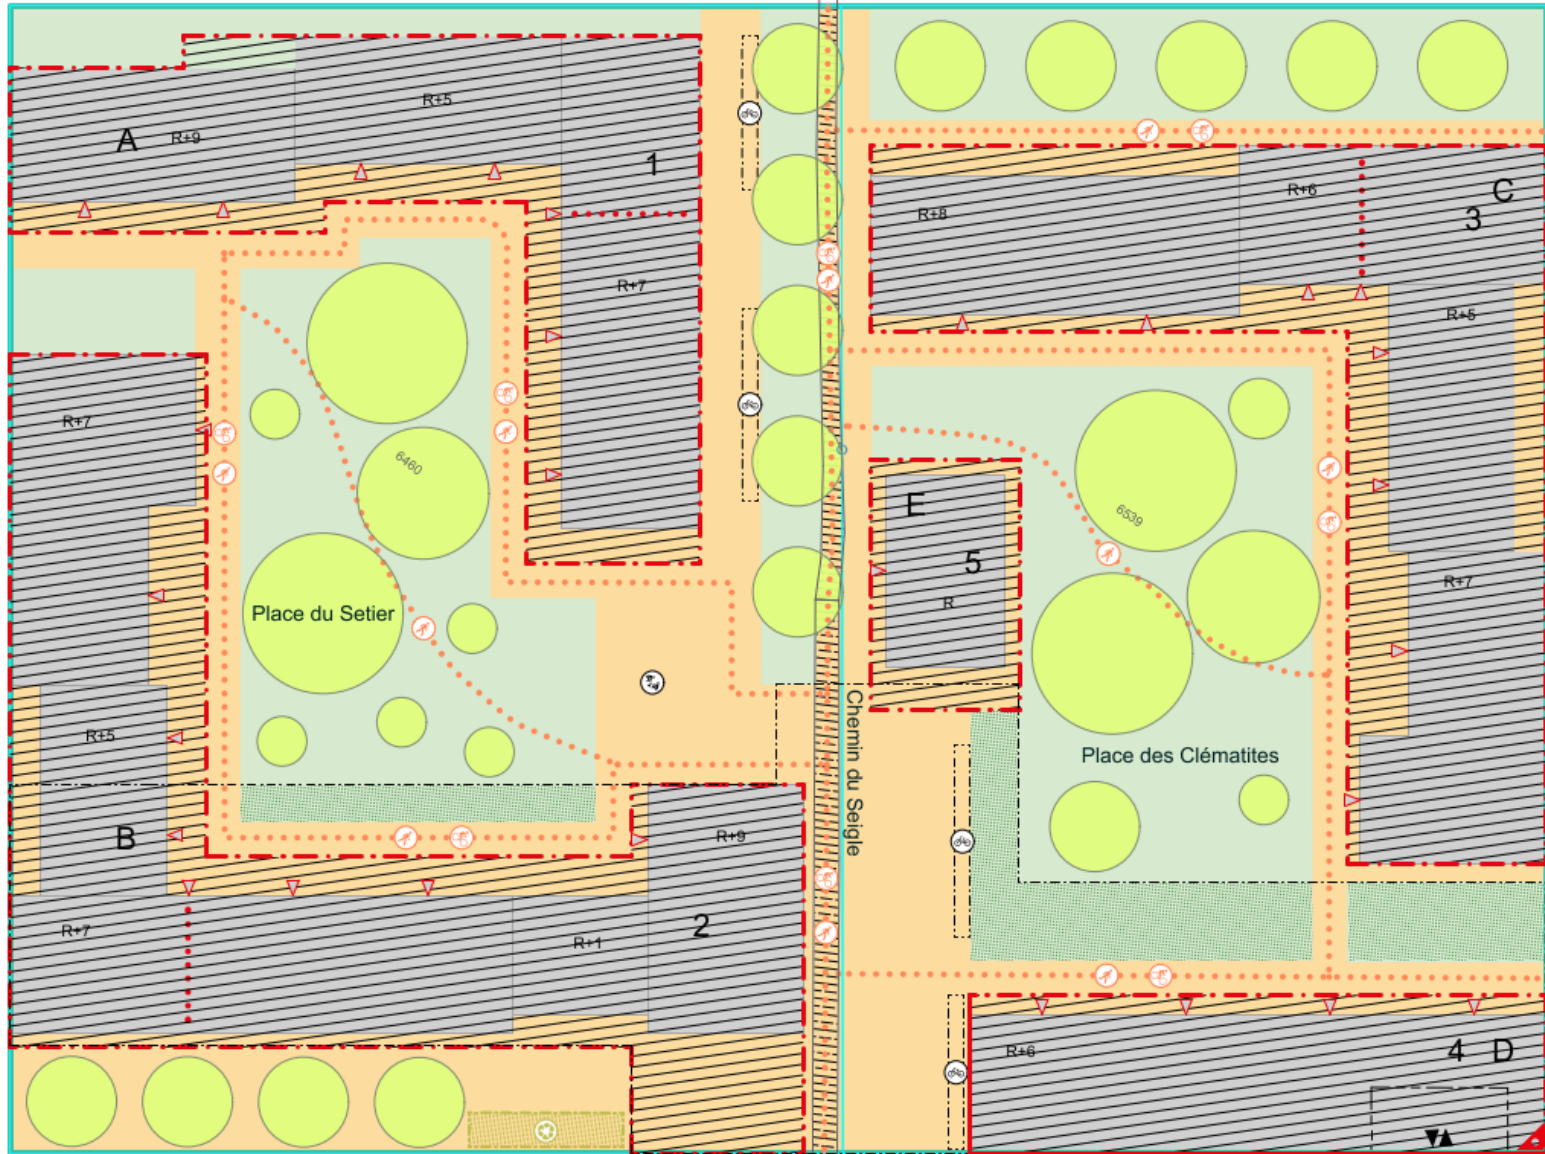 R+5
A
R+9
1
C
R+6
R+8
3
R+7
R+5
R+7
6460
E
6539
5
R+7
R
Place du Setier
Chemin du Seigle
R+5
Place des Clématites
B
R+9
2
R+7
R+1
R+6
4 D